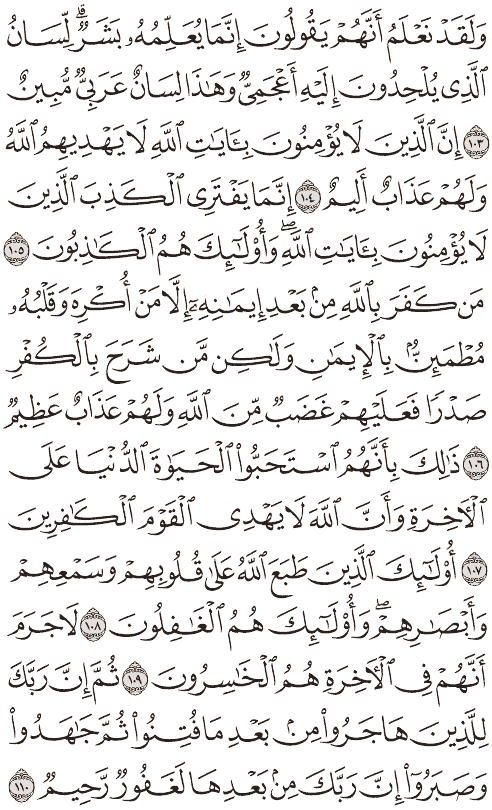 وَلَقَدۡ نَعۡلَمُ أَنَّهُمۡ يَقُولُونَ إِنَّمَا يُعَلِّمُهُۥ بَشَرٞۗ لِّسَانُ
ٱلَّذِي يُلۡحِدُونَ إِلَيۡهِ أَعۡجَمِيّٞ وَهَٰذَا لِسَانٌ عَرَبِيّٞ مُّبِينٌ
١٠٣ إِنَّ ٱلَّذِينَ لَا يُؤۡمِنُونَ بِـَٔايَٰتِ ٱللَّهِ لَا يَهۡدِيهِمُ ٱللَّهُ
وَلَهُمۡ عَذَابٌ أَلِيمٌ ١٠٤ إِنَّمَا يَفۡتَرِي ٱلۡكَذِبَ ٱلَّذِينَ
لَا يُؤۡمِنُونَ بِـَٔايَٰتِ ٱللَّهِۖ وَأُوْلَٰٓئِكَ هُمُ ٱلۡكَٰذِبُونَ ١٠٥
مَن كَفَرَ بِٱللَّهِ مِنۢ بَعۡدِ إِيمَٰنِهِۦٓ إِلَّا مَنۡ أُكۡرِهَ وَقَلۡبُهُۥ
مُطۡمَئِنُّۢ بِٱلۡإِيمَٰنِ وَلَٰكِن مَّن شَرَحَ بِٱلۡكُفۡرِ
صَدۡرٗا فَعَلَيۡهِمۡ غَضَبٞ مِّنَ ٱللَّهِ وَلَهُمۡ عَذَابٌ عَظِيمٞ
١٠٦ ذَٰلِكَ بِأَنَّهُمُ ٱسۡتَحَبُّواْ ٱلۡحَيَوٰةَ ٱلدُّنۡيَا عَلَى
ٱلۡأٓخِرَةِ وَأَنَّ ٱللَّهَ لَا يَهۡدِي ٱلۡقَوۡمَ ٱلۡكَٰفِرِينَ
١٠٧ أُوْلَٰٓئِكَ ٱلَّذِينَ طَبَعَ ٱللَّهُ عَلَىٰ قُلُوبِهِمۡ وَسَمۡعِهِمۡ
وَأَبۡصَٰرِهِمۡۖ وَأُوْلَٰٓئِكَ هُمُ ٱلۡغَٰفِلُونَ ١٠٨ لَا جَرَمَ
أَنَّهُمۡ فِي ٱلۡأٓخِرَةِ هُمُ ٱلۡخَٰسِرُونَ ١٠٩ ثُمَّ إِنَّ رَبَّكَ
لِلَّذِينَ هَاجَرُواْ مِنۢ بَعۡدِ مَا فُتِنُواْ ثُمَّ جَٰهَدُواْ
وَصَبَرُوٓاْ إِنَّ رَبَّكَ مِنۢ بَعۡدِهَا لَغَفُورٞ رَّحِيمٞ ١١٠